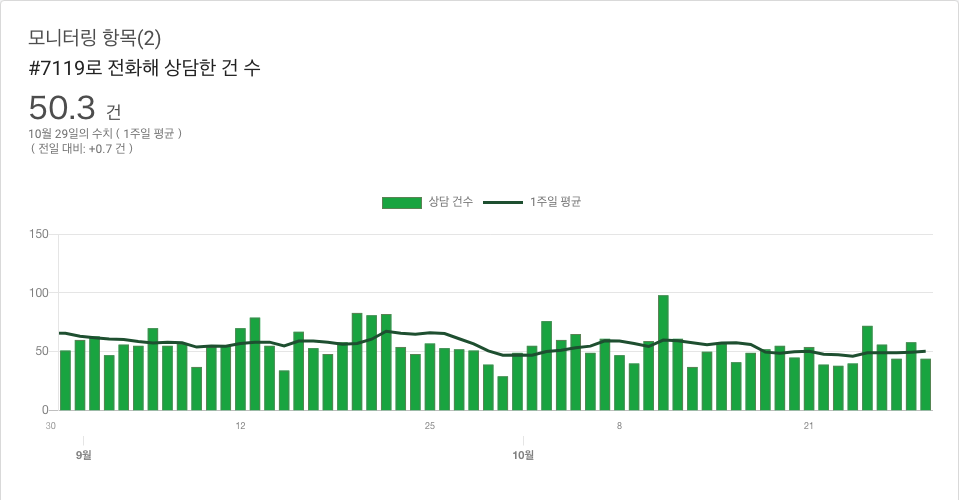 모니터링 항목(2)
#7119로 전화해 상담한 건 수
50.3 건
10월 29일의 수치 ( 1주일 평균 )
( 전일 대비: +0.7 건 )
상담 건수 1주일 평균
150
100
50
0
30 12 25 8 21
9월 10월